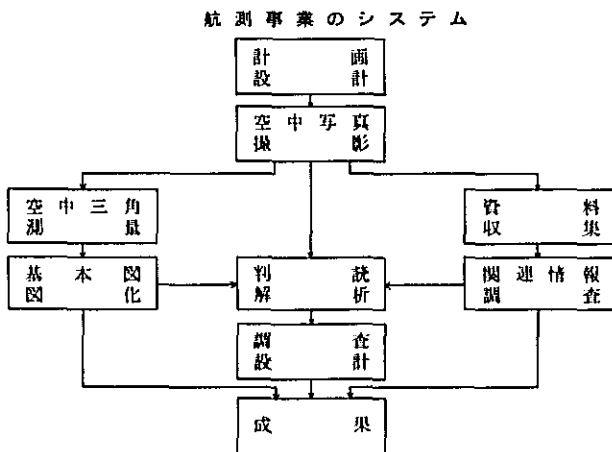 航測事業のシステム
計画
設計
空中写真
撮影
空中三角
測量
資料
収集
基本図
図化
判読
解析
関連情報
調査
調査
設計
成果